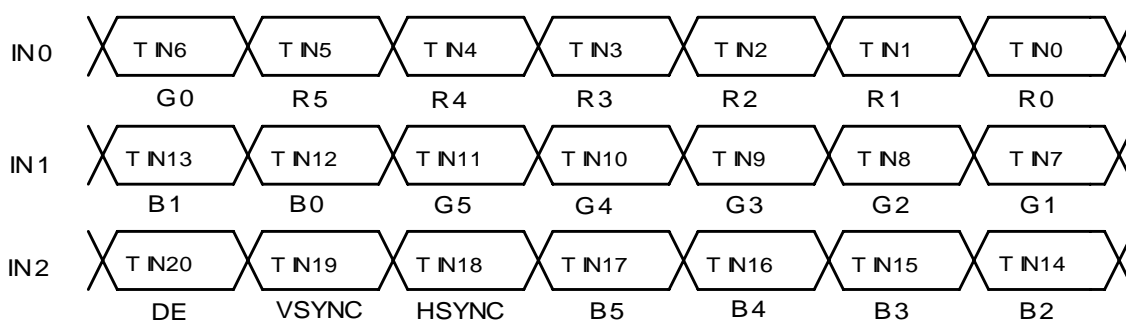 IN0 TIN6 TIN5 TIN4 TIN3 TIN2 TIN1 TIN0
G0 R5 R4 R3 R2 R1 R0
IN1 TIN13 TIN12 TIN11 TIN10 TIN9 TIN8 TIN7
B1 B0 G5 G4 G3 G2 G1
IN2 TIN20 TIN19 TIN18 TIN17 TIN16 TIN15 TIN14
DE VSYNC HSYNC B5 B4 B3 B2